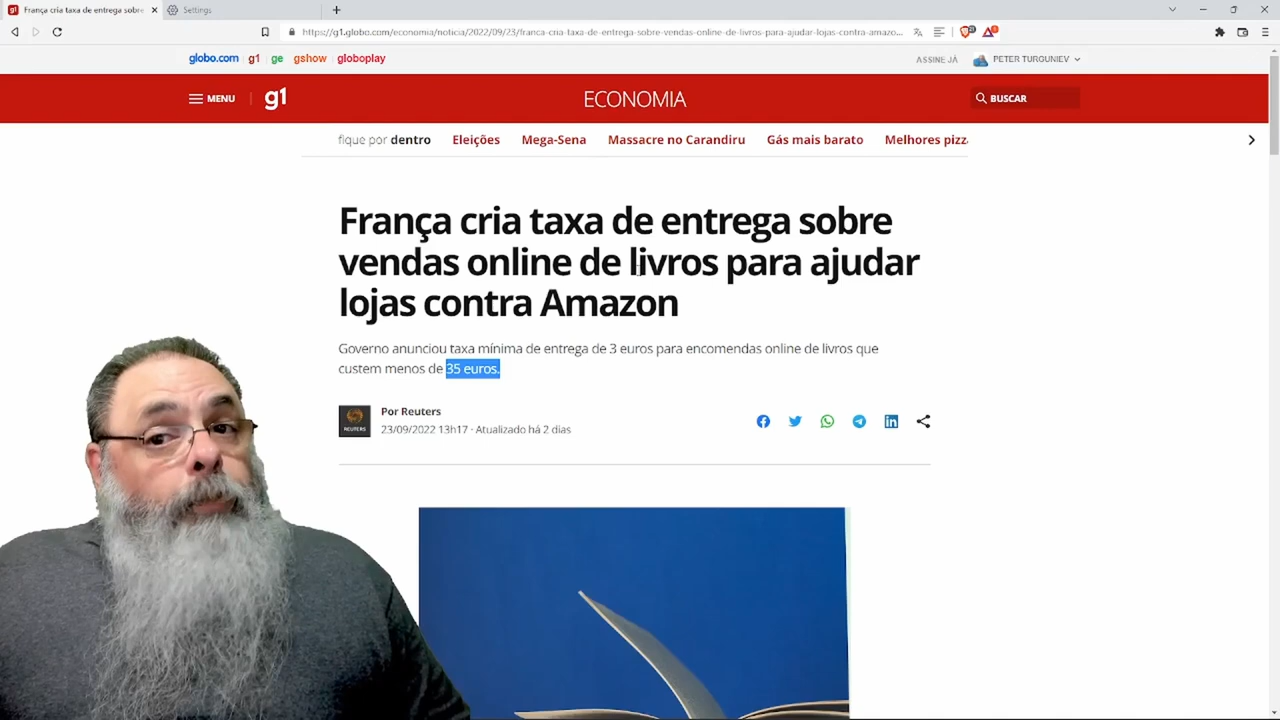 França cria taxa de entrega sobre
Settings
https://g1.globo.com/economia/noticia/2022/09/23/franca-cria-taxa-de-entrega-sobre-vendas-online-de-livros-para-ajudar-lojas-contra-amazo...
globo.com g1 ge gshow globoplay
ASSINE JÁ
PETER TURGUNIEV
MENU
g1
ECONOMIA
BUSCAR
fique por dentro Eleições Mega-Sena Massacre no Carandiru Gás mais barato Melhores pizz
França cria taxa de entrega sobre
vendas online de livros para ajudar
lojas contra Amazon
Governo anunciou taxa mínima de entrega de 3 euros para encomendas online de livros que
custem menos de 35 euros.
REUTERS
Por Reuters
23/09/2022 13h17 · Atualizado há 2 dias